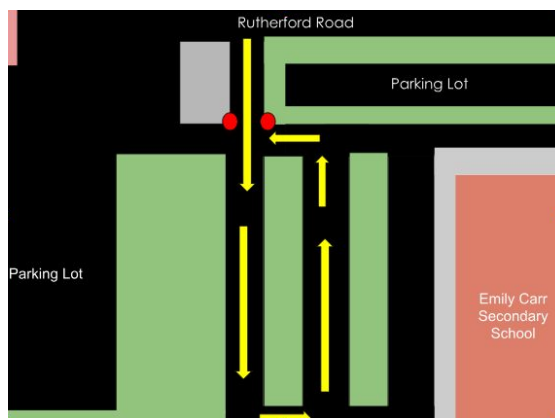 Rutherford Road
Parking Lot
Parking Lot
Emily Carr
Secondary
School